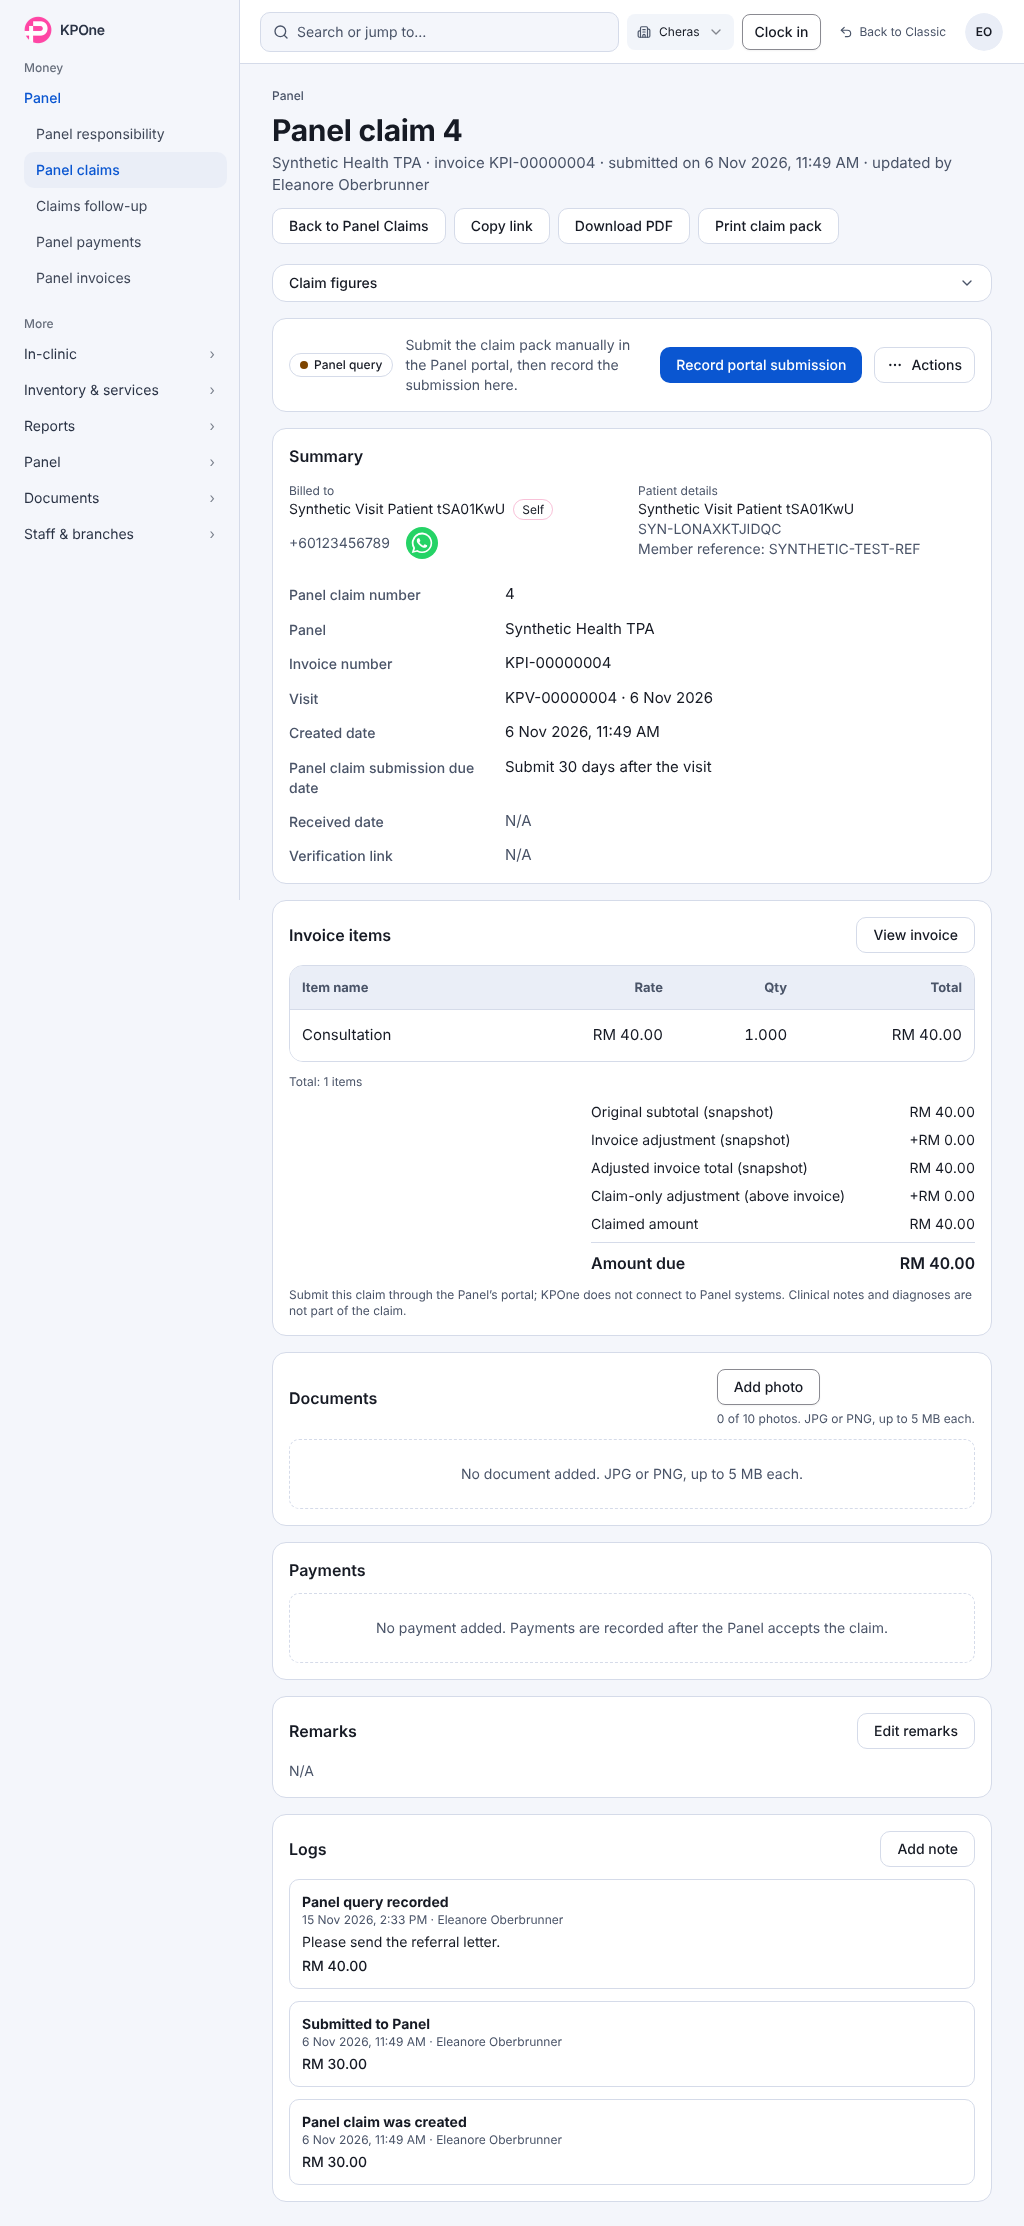 KPOne
Money
Panel
Panel responsibility
Panel claims
Claims follow-up
Panel payments
Panel invoices
More
In-clinic
Inventory & services
Reports
Panel
Documents
Staff & branches
Search or jump to...
Cheras
Clock in
Back to Classic
EO
Panel
Panel claim 4
Synthetic Health TPA · invoice KPI-00000004 · submitted on 6 Nov 2026, 11:49 AM · updated by
Eleanore Oberbrunner
Back to Panel Claims
Copy link
Download PDF
Print claim pack
Claim figures
Panel query
Submit the claim pack manually in
the Panel portal, then record the
submission here.
Record portal submission
··· Actions
Summary
Billed to
Synthetic Visit Patient tSA01KwU Self
+60123456789
Patient details
Synthetic Visit Patient tSA01KwU
SYN-LONAXKTJIDQC
Member reference: SYNTHETIC-TEST-REF
Panel claim number 4
Panel Synthetic Health TPA
Invoice number KPI-00000004
Visit KPV-00000004 · 6 Nov 2026
Created date 6 Nov 2026, 11:49 AM
Panel claim submission due
date
Submit 30 days after the visit
Received date N/A
Verification link N/A
Invoice items
View invoice
Item name Rate Qty Total
Consultation RM 40.00 1.000 RM 40.00
Total: 1 items
Original subtotal (snapshot) RM 40.00
Invoice adjustment (snapshot) +RM 0.00
Adjusted invoice total (snapshot) RM 40.00
Claim-only adjustment (above invoice) +RM 0.00
Claimed amount RM 40.00
Amount due RM 40.00
Submit this claim through the Panel's portal; KPOne does not connect to Panel systems. Clinical notes and diagnoses are
not part of the claim.
Documents
Add photo
0 of 10 photos. JPG or PNG, up to 5 MB each.
No document added. JPG or PNG, up to 5 MB each.
Payments
No payment added. Payments are recorded after the Panel accepts the claim.
Remarks
Edit remarks
N/A
Logs
Add note
Panel query recorded
15 Nov 2026, 2:33 PM · Eleanore Oberbrunner
Please send the referral letter.
RM 40.00
Submitted to Panel
6 Nov 2026, 11:49 AM · Eleanore Oberbrunner
RM 30.00
Panel claim was created
6 Nov 2026, 11:49 AM · Eleanore Oberbrunner
RM 30.00